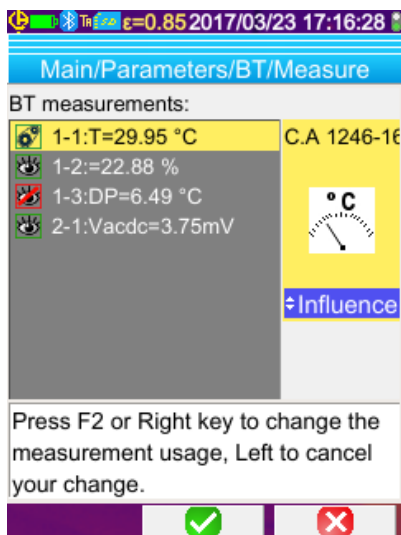 ε=0.85 2017/03/23 17:16:28
Main/Parameters/BT/Measure
BT measurements:
1-1:T=29.95 °C
C.A 1246-16
1-2:=22.88 %
1-3:DP=6.49 °C
°C
2-1:Vacdc=3.75mV
Influence
Press F2 or Right key to change the
measurement usage, Left to cancel
your change.